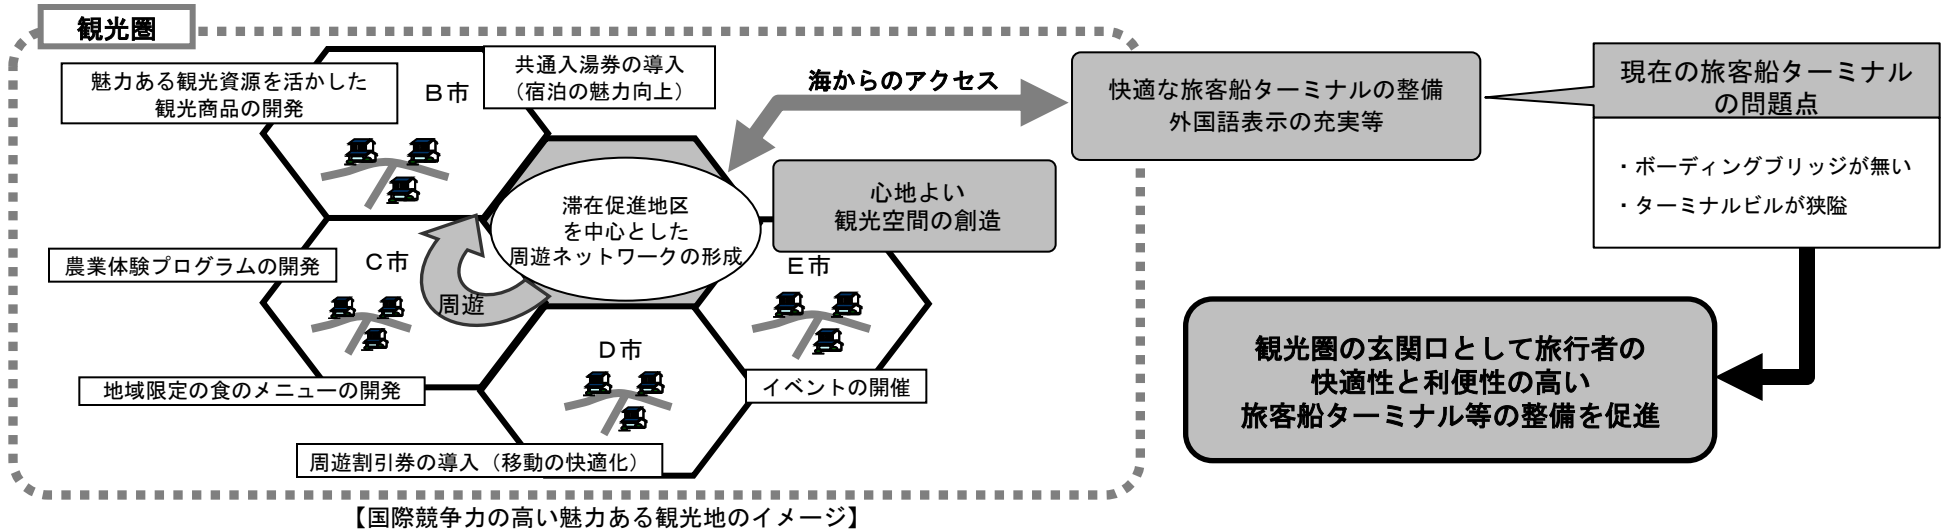 観光圏
魅力ある観光資源を活かした
観光商品の開発
B市
共通入湯券の導入
（宿泊の魅力向上）
海からのアクセス
快適な旅客船ターミナルの整備
外国語表示の充実等
現在の旅客船ターミナル
の問題点
・ボーディングブリッジが無い
・ターミナルビルが狭隘
心地よい
観光空間の創造
滞在促進地区
を中心とした
周遊ネットワークの形成
農業体験プログラムの開発
C市
周遊
E市
D市
地域限定の食のメニューの開発
イベントの開催
周遊割引券の導入（移動の快適化）
観光圏の玄関口として旅行者の
快適性と利便性の高い
旅客船ターミナル等の整備を促進
【国際競争力の高い魅力ある観光地のイメージ】